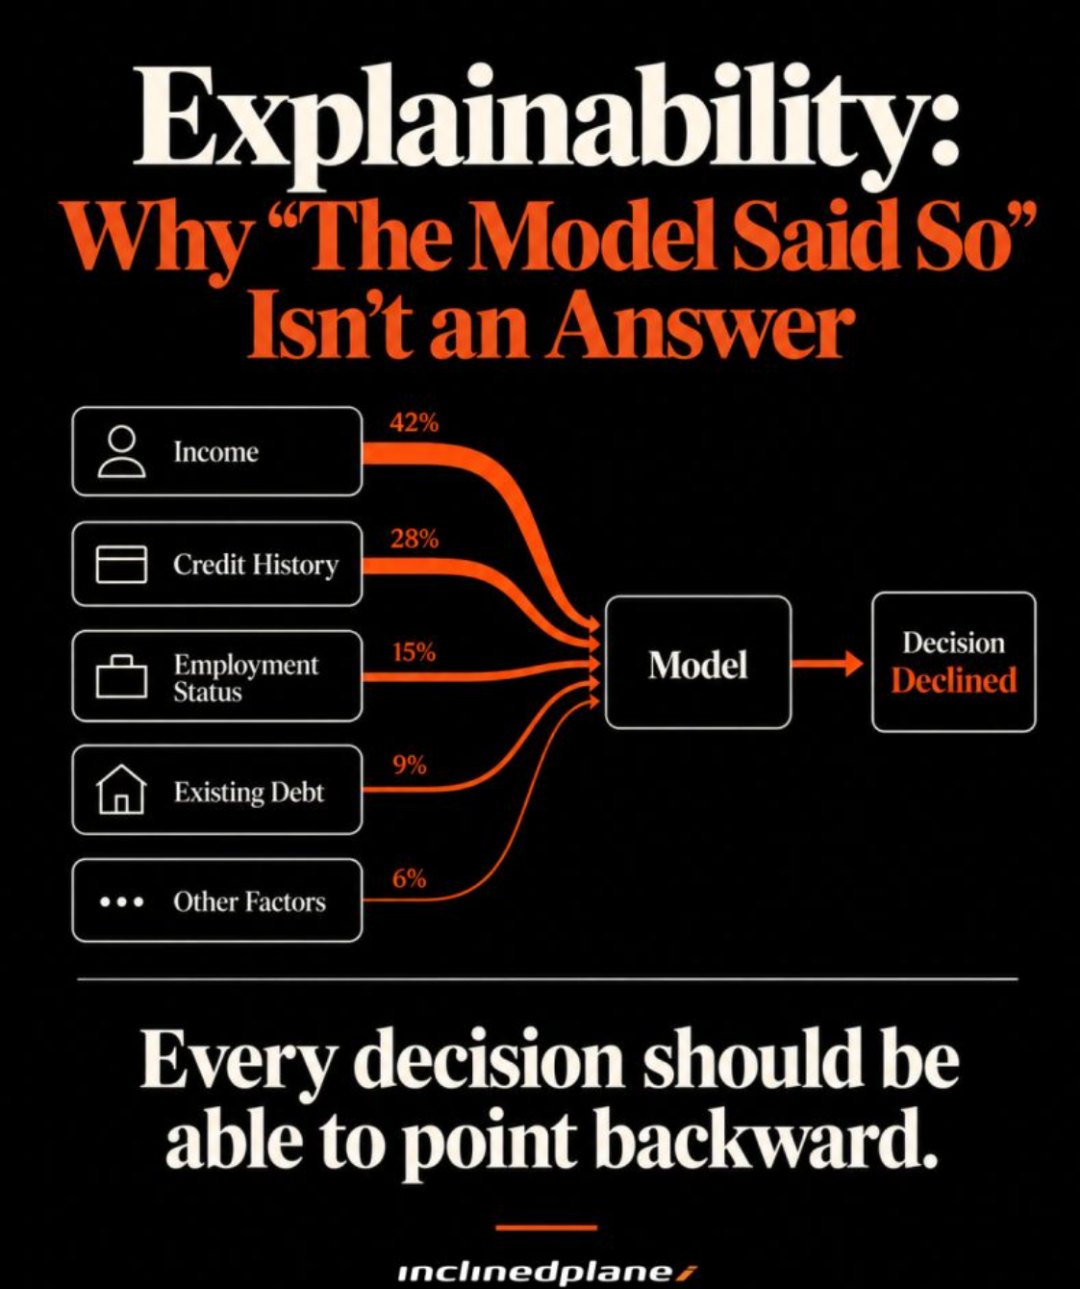 Explainability:
Why “The Model Said So”
Isn’t an Answer
Income
42%
Credit History
28%
Employment
Status
15%
Existing Debt
9%
Other Factors
6%
Model
Decision
Declined
Every decision should be
able to point backward.
inclinedplane